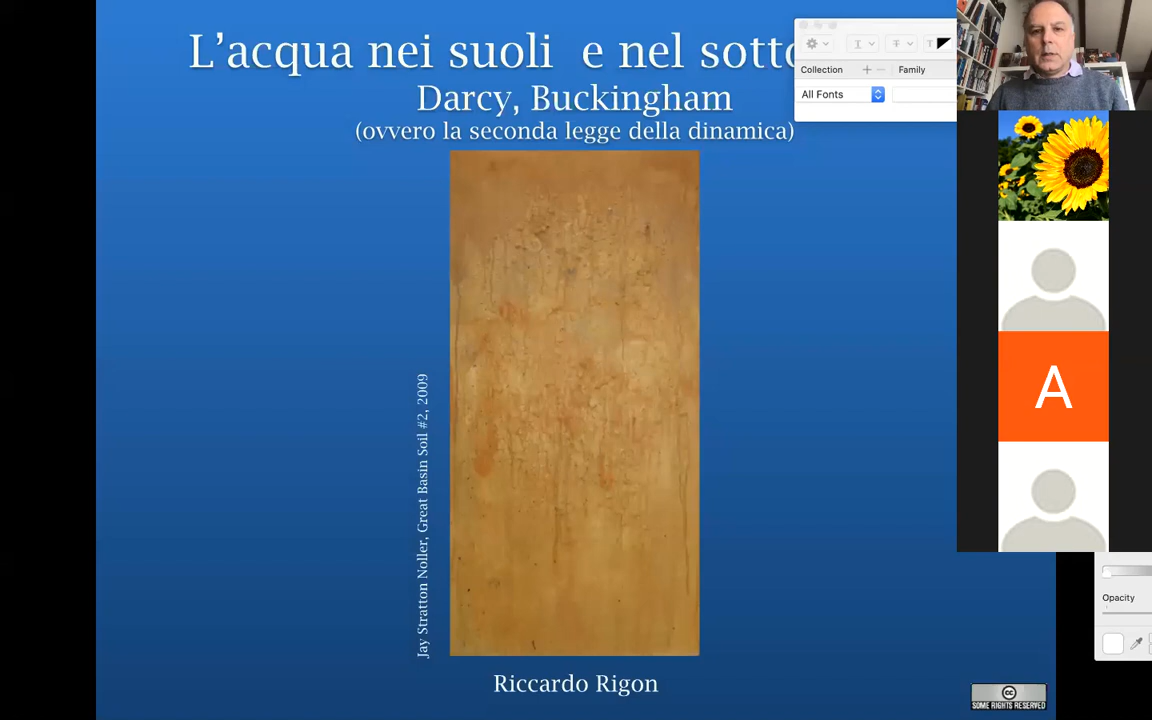 L'acqua nei suoli e nel sotto
Darcy, Buckingham
(ovvero la seconda legge della dinamica)
Jay Stratton Noller, Great Basin Soil #2, 2009
Riccardo Rigon
Collection
Family
All Fonts
A
Opacity
cc
SOME RIGHTS RESERVED